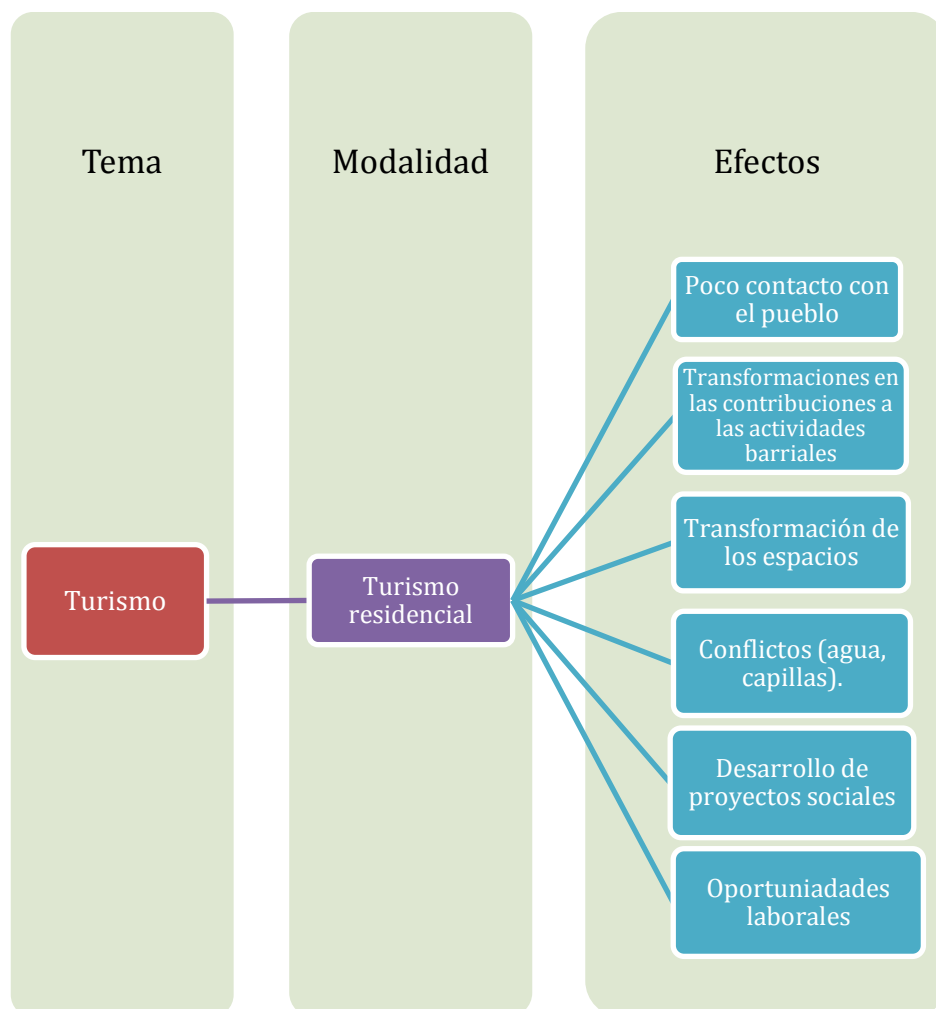 Tema
Modalidad
Efectos
Turismo
Turismo
residencial
Poco contacto con
el pueblo
Transformaciones en
las contribuciones a
las actividades
barriales
Transformación de
los espacios
Conflictos (agua,
capillas).
Desarrollo de
proyectos sociales
Oportuniadades
laborales